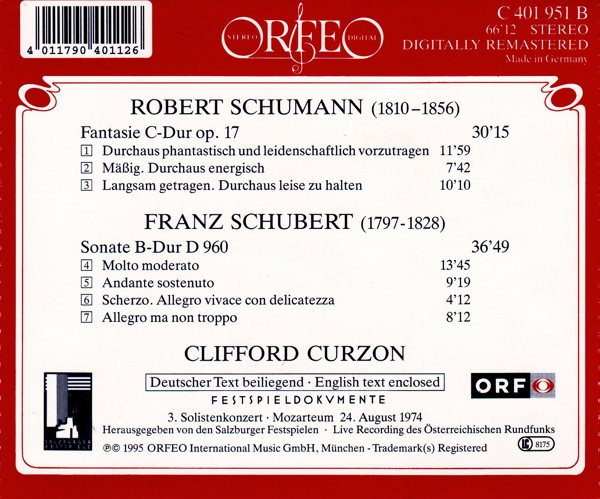 4 011790 401126
STEREO ORFEO DIGITAL
C 401 951 B
66'12 STEREO
DIGITALLY REMASTERED
Made in Germany
ROBERT SCHUMANN (1810–1856)
Fantasie C-Dur op. 17 30'15
1 Durchaus phantastisch und leidenschaftlich vorzutragen 11'59
2 Mäßig. Durchaus energisch 7'42
3 Langsam getragen. Durchaus leise zu halten 10'10
FRANZ SCHUBERT (1797-1828)
Sonate B-Dur D 960 36'49
4 Molto moderato 13'45
5 Andante sostenuto 9'19
6 Scherzo. Allegro vivace con delicatezza 4'12
7 Allegro ma non troppo 8'12
CLIFFORD CURZON
Deutscher Text beiliegend · English text enclosed
FESTSPIELDOKVMENTE
SALZBURGER
FESTSPIELE
ORF
3. Solistenkonzert · Mozarteum 24. August 1974
Herausgegeben von den Salzburger Festspielen · Live Recording des Österreichischen Rundfunks
℗ © 1995 ORFEO International Music GmbH, München - Trademark(s) Registered
LC 8175